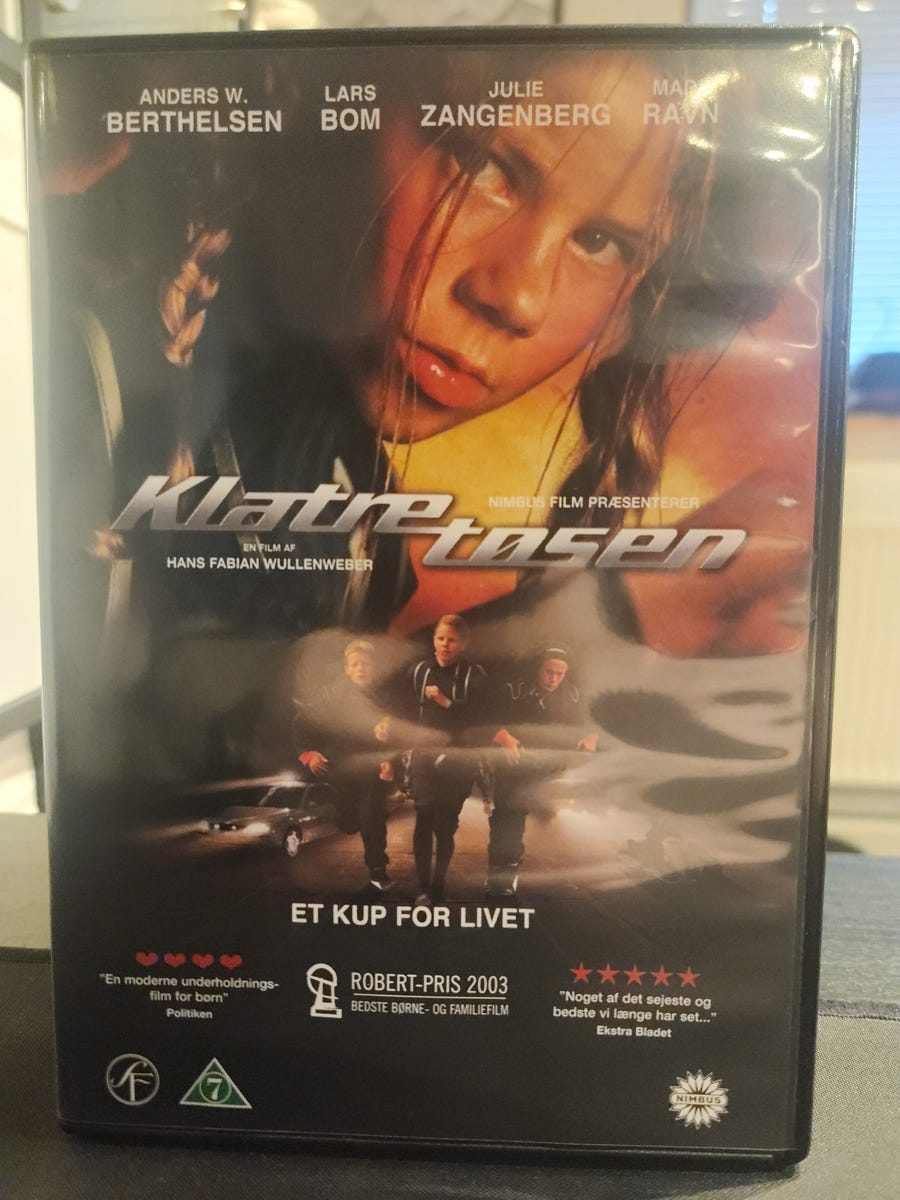 ANDERS W.
BERTHELSEN
LARS
BOM
JULIE
ZANGENBERG
RAVN
Klatre
tøsen
NIMBUS FILM PRÆSENTERER
EN FILM AF
HANS FABIAN WULLENWEBER
ET KUP FOR LIVET
"En moderne underholdnings-
film for børn"
Politiken
ROBERT-PRIS 2003
BEDSTE BØRNE- OG FAMILIEFILM
"Noget af det sejeste og
bedste vi længe har set..."
Ekstra Bladet
SF
7
NIMBUS